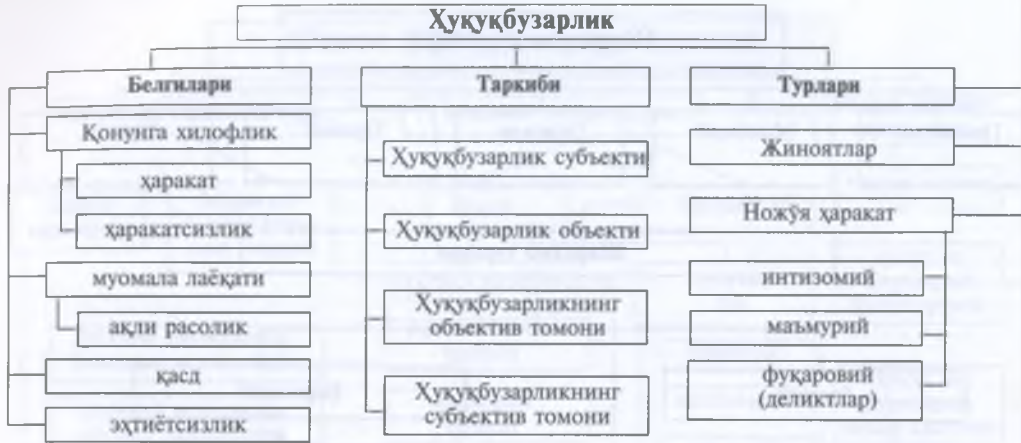 Ҳуқуқбузарлик
Белгилари
Қонунга хилофлик
ҳаракат
ҳаракатсизлик
муомала лаёқати
ақли расолик
қасд
эҳтиётсизлик
Таркиби
Ҳуқуқбузарлик субъекти
Ҳуқуқбузарлик объекти
Ҳуқуқбузарликнинг
объектив томони
Ҳуқуқбузарликнинг
субъектив томони
Турлари
Жиноятлар
Ножўя ҳаракат
интизомий
маъмурий
фуқаровий
(деликтлар)